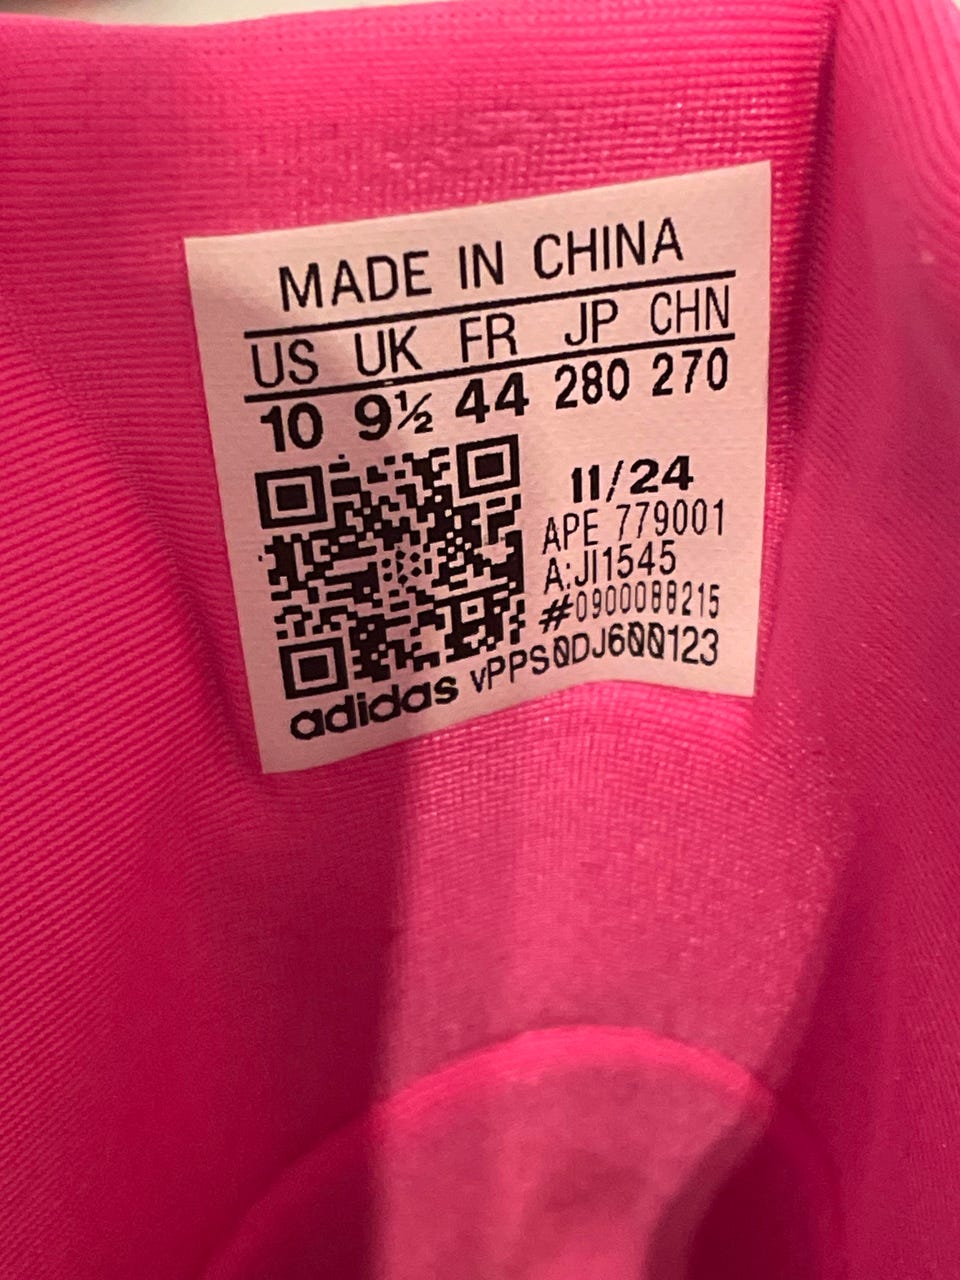 MADE IN CHINA
US UK FR JP CHN
10 9½ 44 280 270
11/24
APE 779001
A:JI1545
#0900088215
adidas vPPS0DJ600123